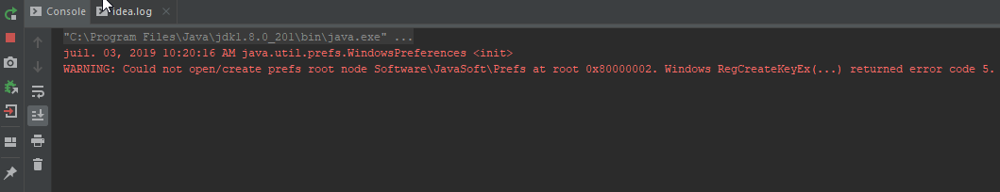 Console
idea.log
"C:\Program Files\Java\jdk1.8.0_201\bin\java.exe" ...
juil. 03, 2019 10:20:16 AM java.util.prefs.WindowsPreferences <init>
WARNING: Could not open/create prefs root node Software\JavaSoft\Prefs at root 0x80000002. Windows RegCreateKeyEx(...) returned error code 5.